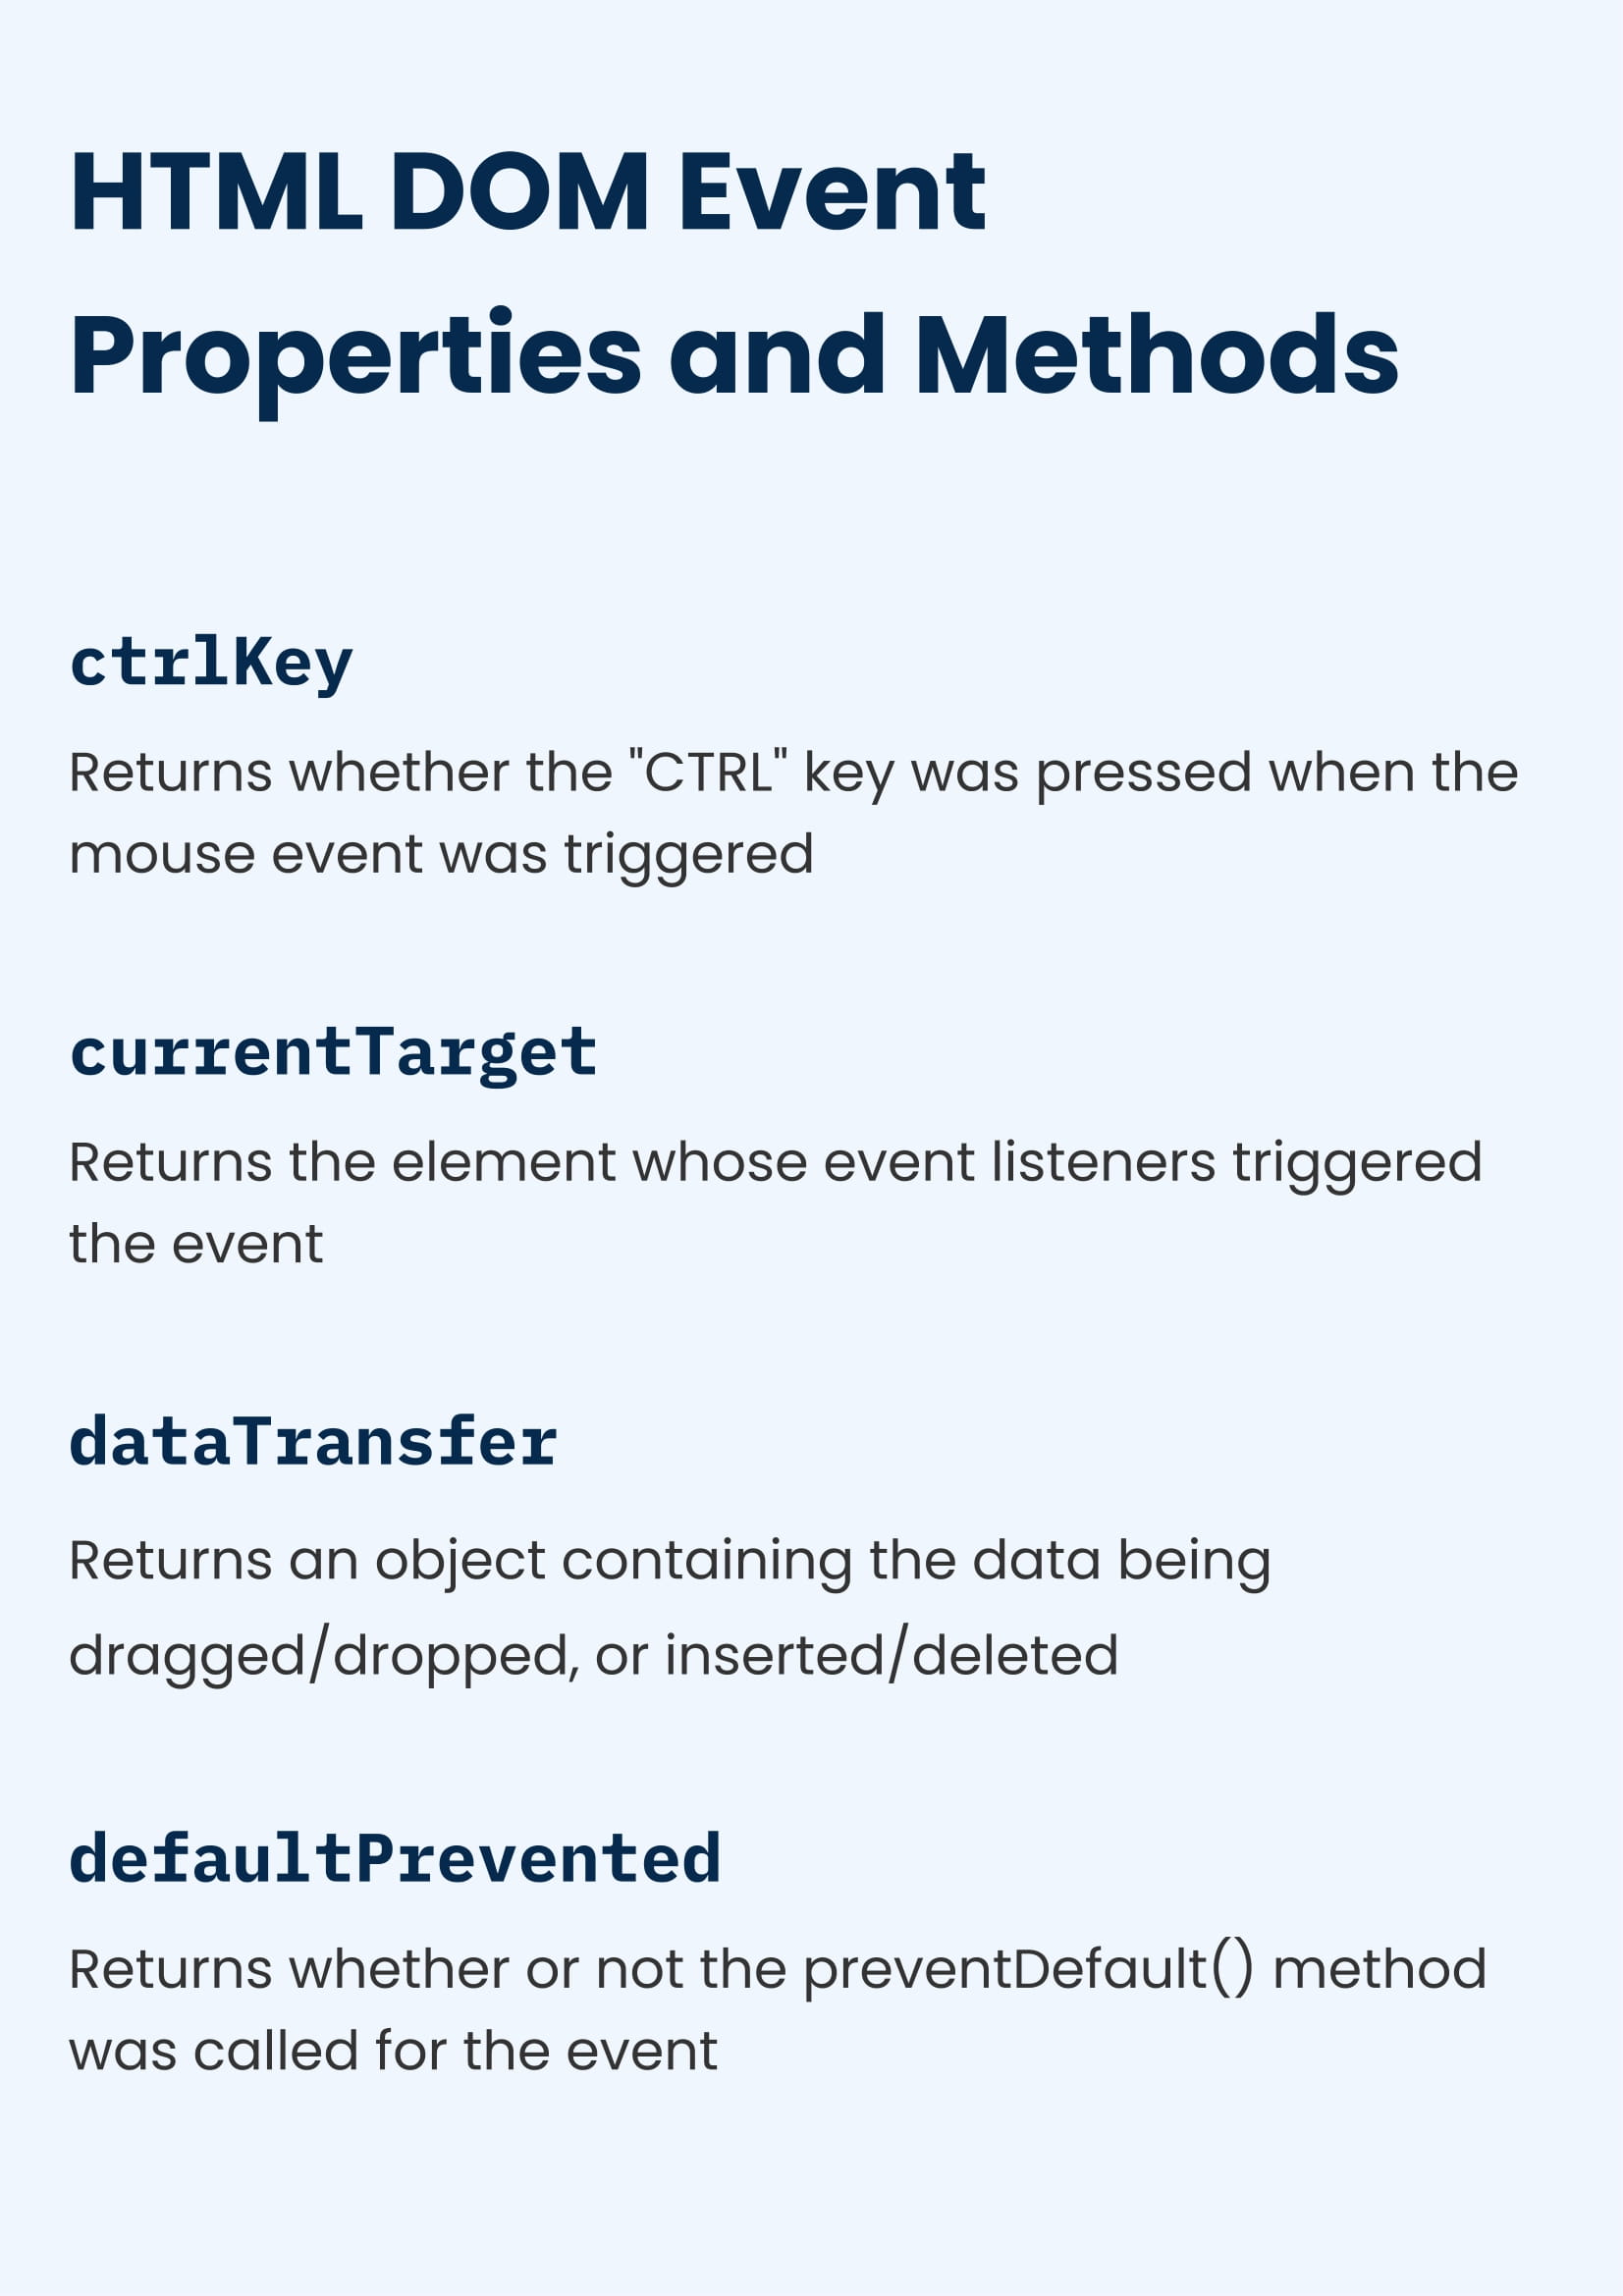 HTML DOM Event
Properties and Methods
ctrlKey
Returns whether the "CTRL" key was pressed when the
mouse event was triggered
currentTarget
Returns the element whose event listeners triggered
the event
dataTransfer
Returns an object containing the data being
dragged/dropped, or inserted/deleted
defaultPrevented
Returns whether or not the preventDefault() method
was called for the event